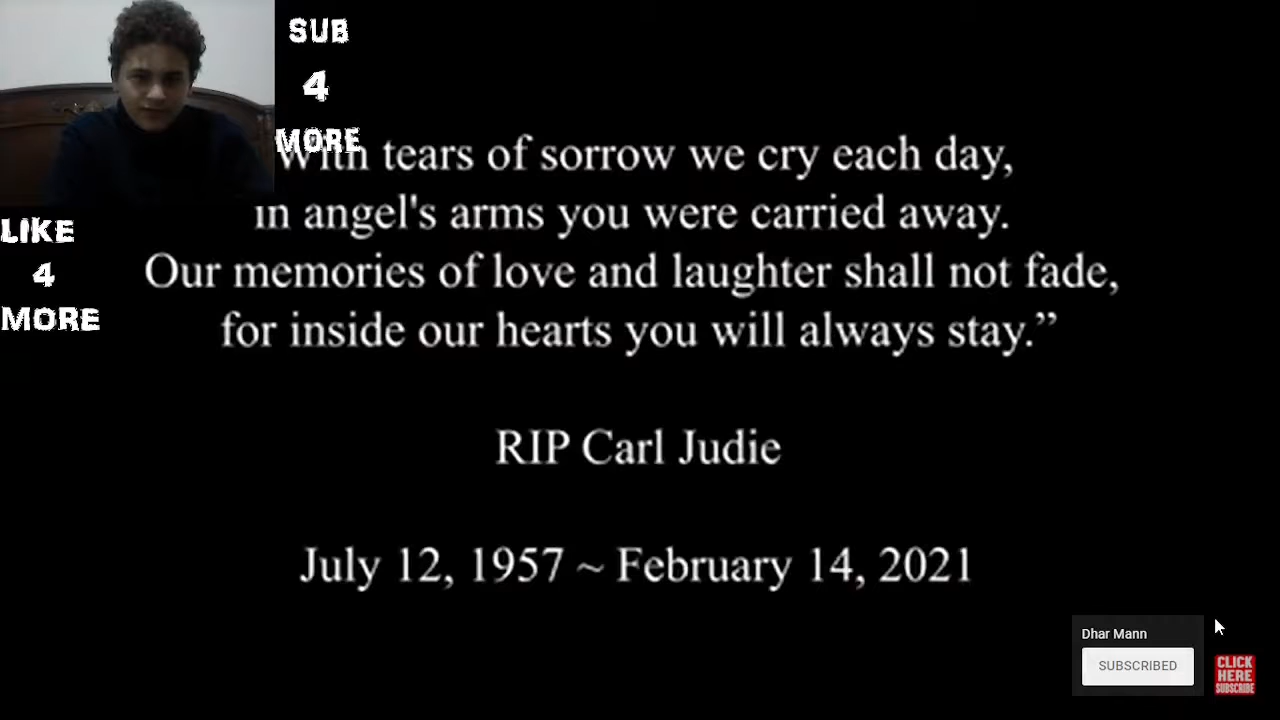 SUB
4
MORE
With tears of sorrow we cry each day,
in angel's arms you were carried away.
LIKE
4
MORE
Our memories of love and laughter shall not fade,
for inside our hearts you will always stay.”
RIP Carl Judie
July 12, 1957 ~ February 14, 2021
Dhar Mann
SUBSCRIBED
CLICK
HERE
SUBSCRIBE